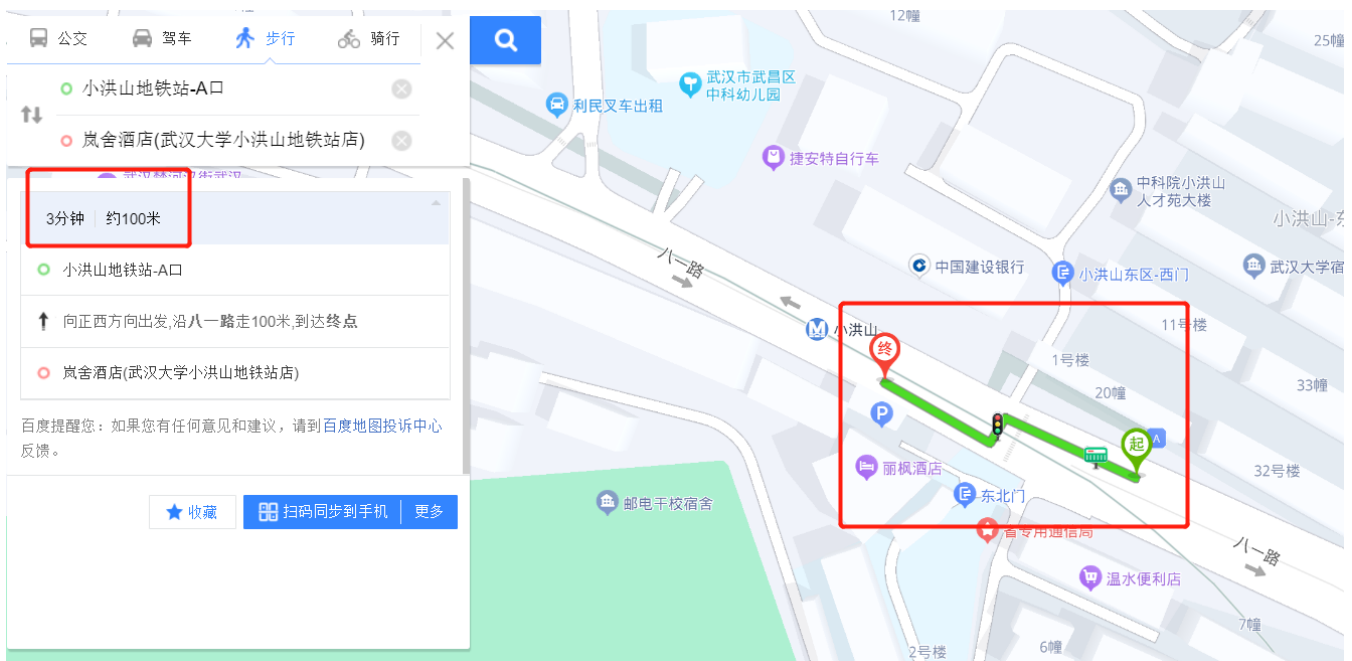 公交
驾车
步行
骑行
小洪山地铁站-A口
岚舍酒店(武汉大学小洪山地铁站店)
3分钟
约100米
小洪山地铁站-A口
向正西方向出发,沿八一路走100米,到达终点
岚舍酒店(武汉大学小洪山地铁站店)
百度提醒您：如果您有任何意见和建议，请到百度地图投诉中心
反馈。
收藏
扫码同步到手机
更多
12幢
25幢
武汉市武昌区
中科幼儿园
利民叉车出租
捷安特自行车
中科院小洪山
人才苑大楼
小洪山-东
八一路
中国建设银行
小洪山东区-西门
武汉大学宿
小洪山
11号楼
终
1号楼
20幢
33幢
P
起
A
丽枫酒店
32号楼
东北门
邮电干校宿舍
省专用通信局
八一路
温水便利店
7幢
2号楼
6幢